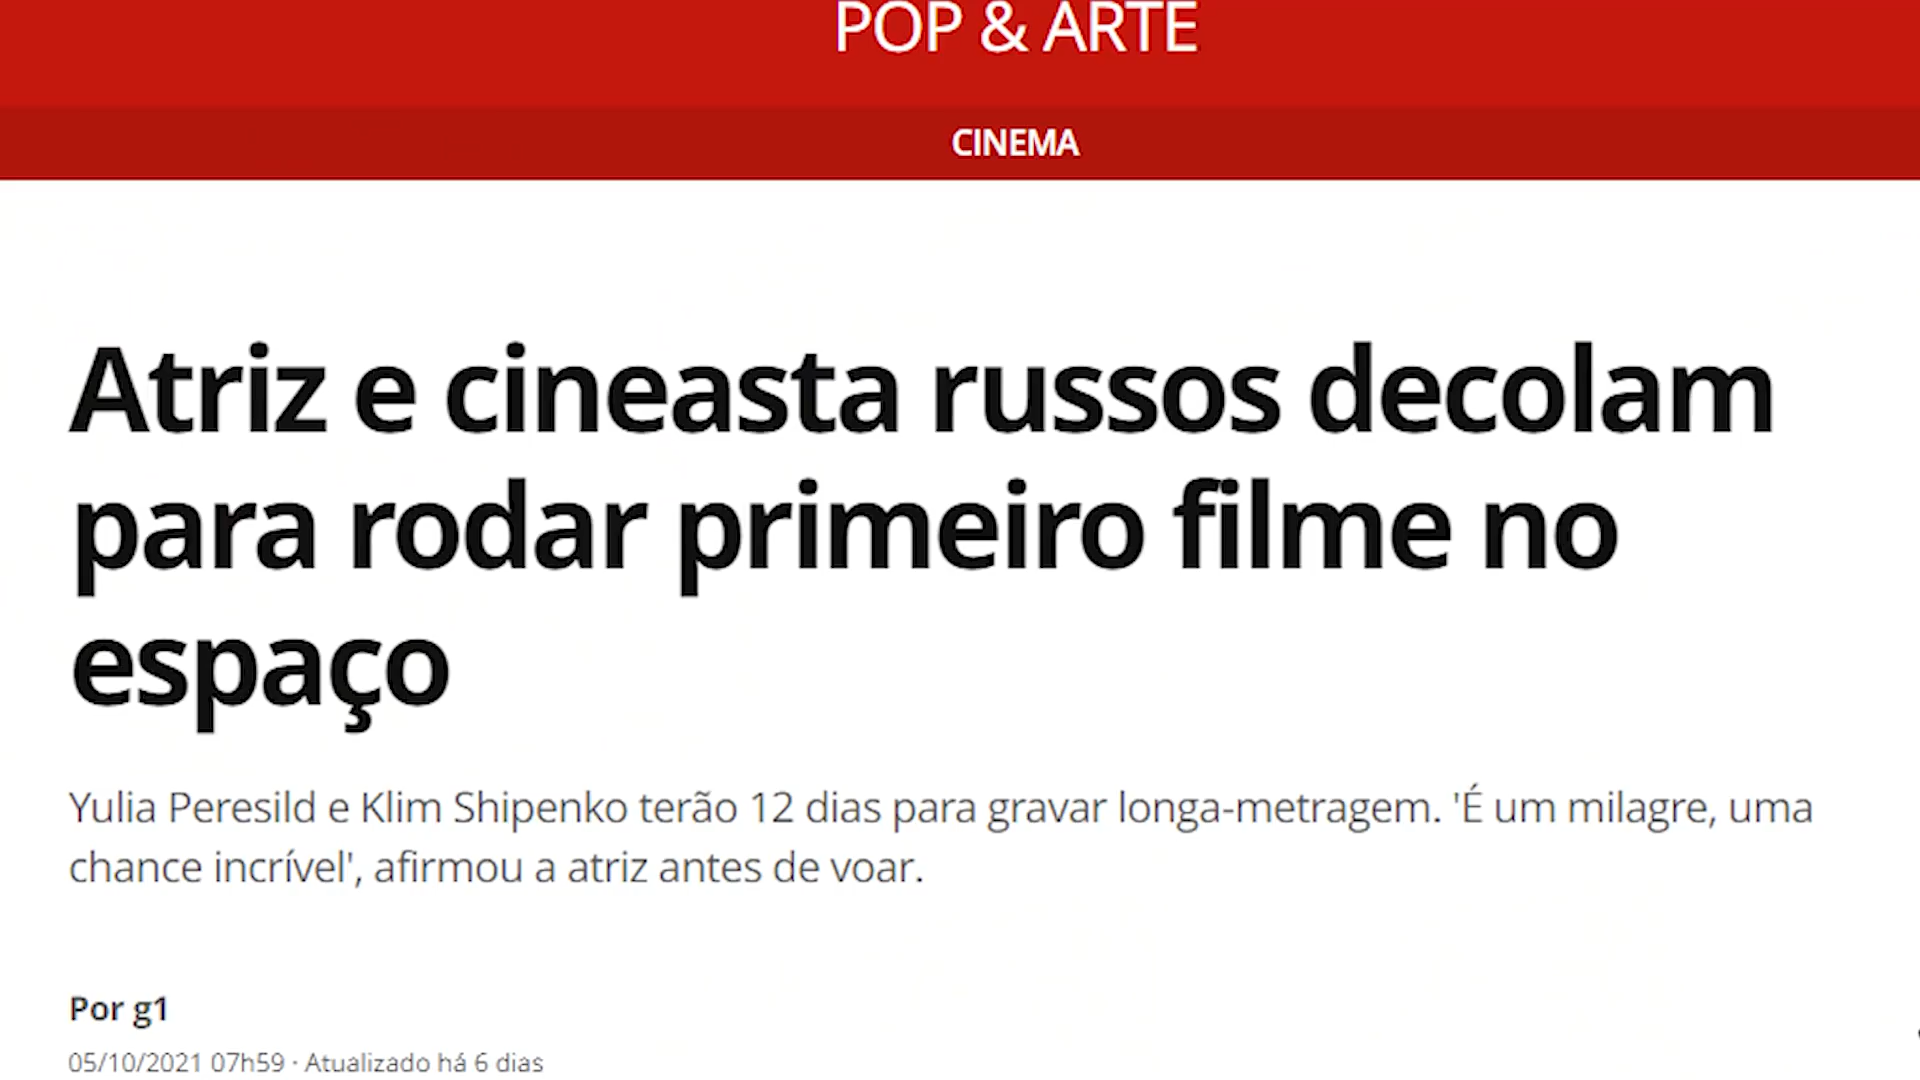 POP & ARTE
CINEMA
Atriz e cineasta russos decolam
para rodar primeiro filme no
espaço
Yulia Peresild e Klim Shipenko terão 12 dias para gravar longa-metragem. 'É um milagre, uma
chance incrível', afirmou a atriz antes de voar.
Por g1
05/10/2021 07h59 · Atualizado há 6 dias